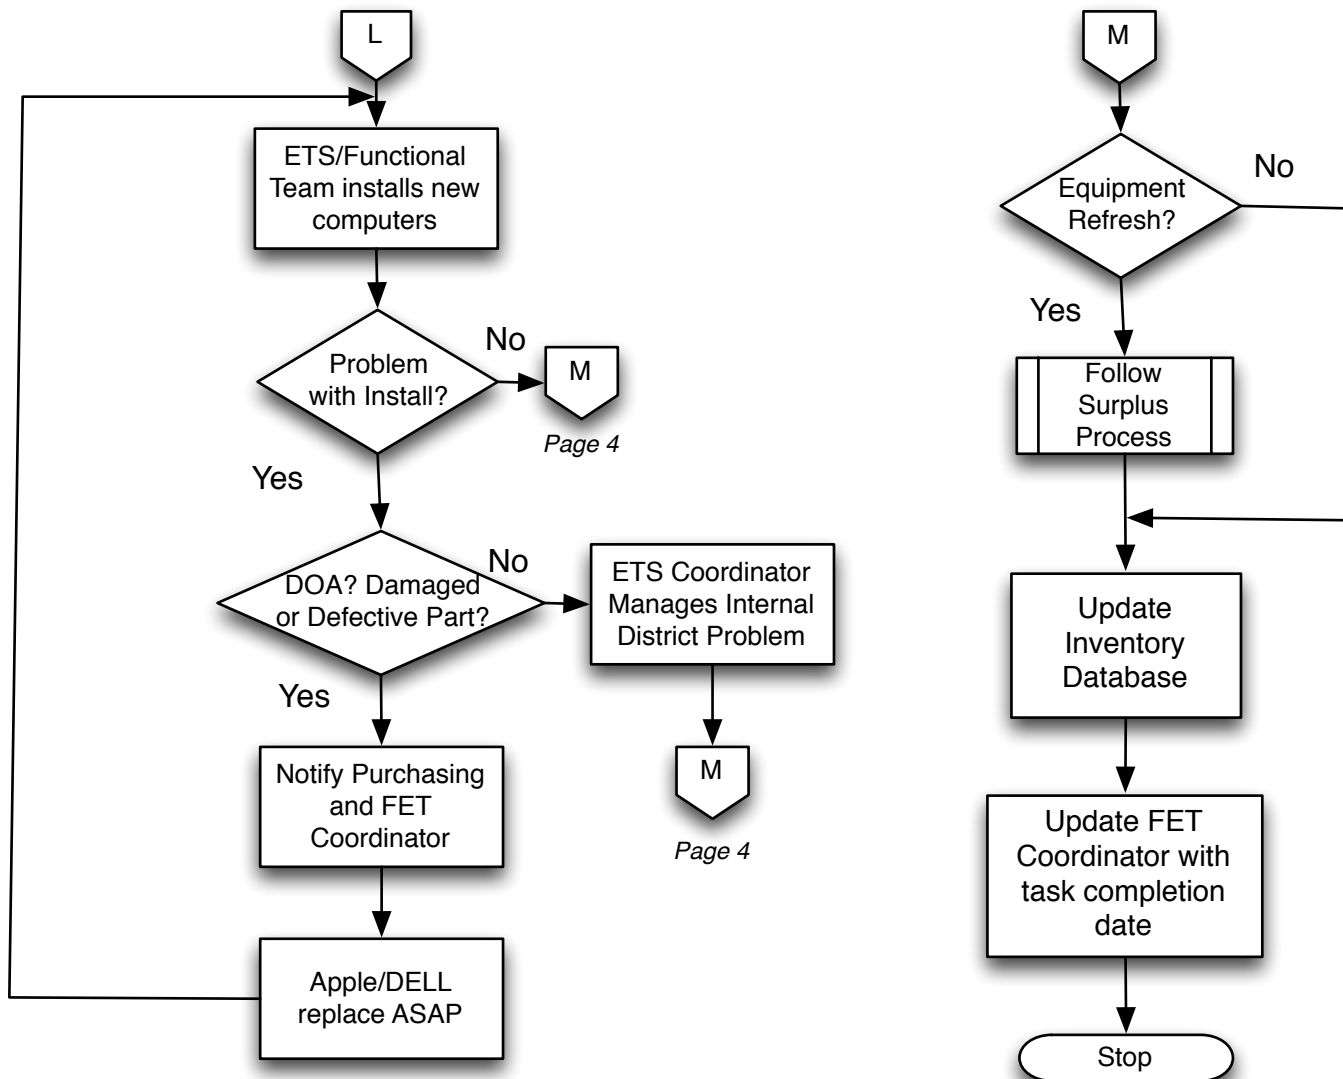 L
ETS/Functional
Team installs new
computers
Problem
with Install?
No
M
Page 4
Yes
DOA? Damaged
or Defective Part?
No
ETS Coordinator
Manages Internal
District Problem
M
Page 4
Yes
Notify Purchasing
and FET
Coordinator
Apple/DELL
replace ASAP
M
Equipment
Refresh?
No
Yes
Follow
Surplus
Process
Update
Inventory
Database
Update FET
Coordinator with
task completion
date
Stop